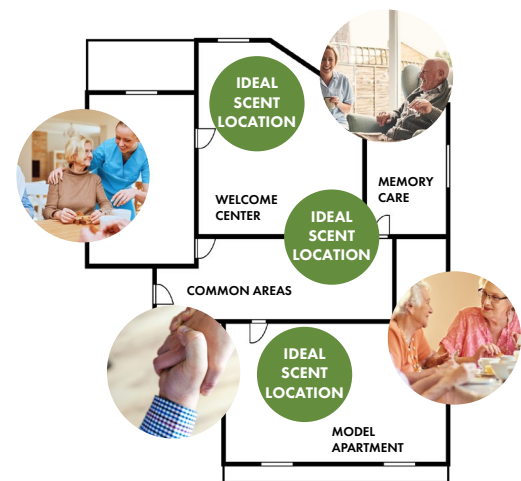 IDEAL
SCENT
LOCATION
MEMORY
CARE
WELCOME
CENTER
IDEAL
SCENT
LOCATION
COMMON AREAS
IDEAL
SCENT
LOCATION
MODEL
APARTMENT